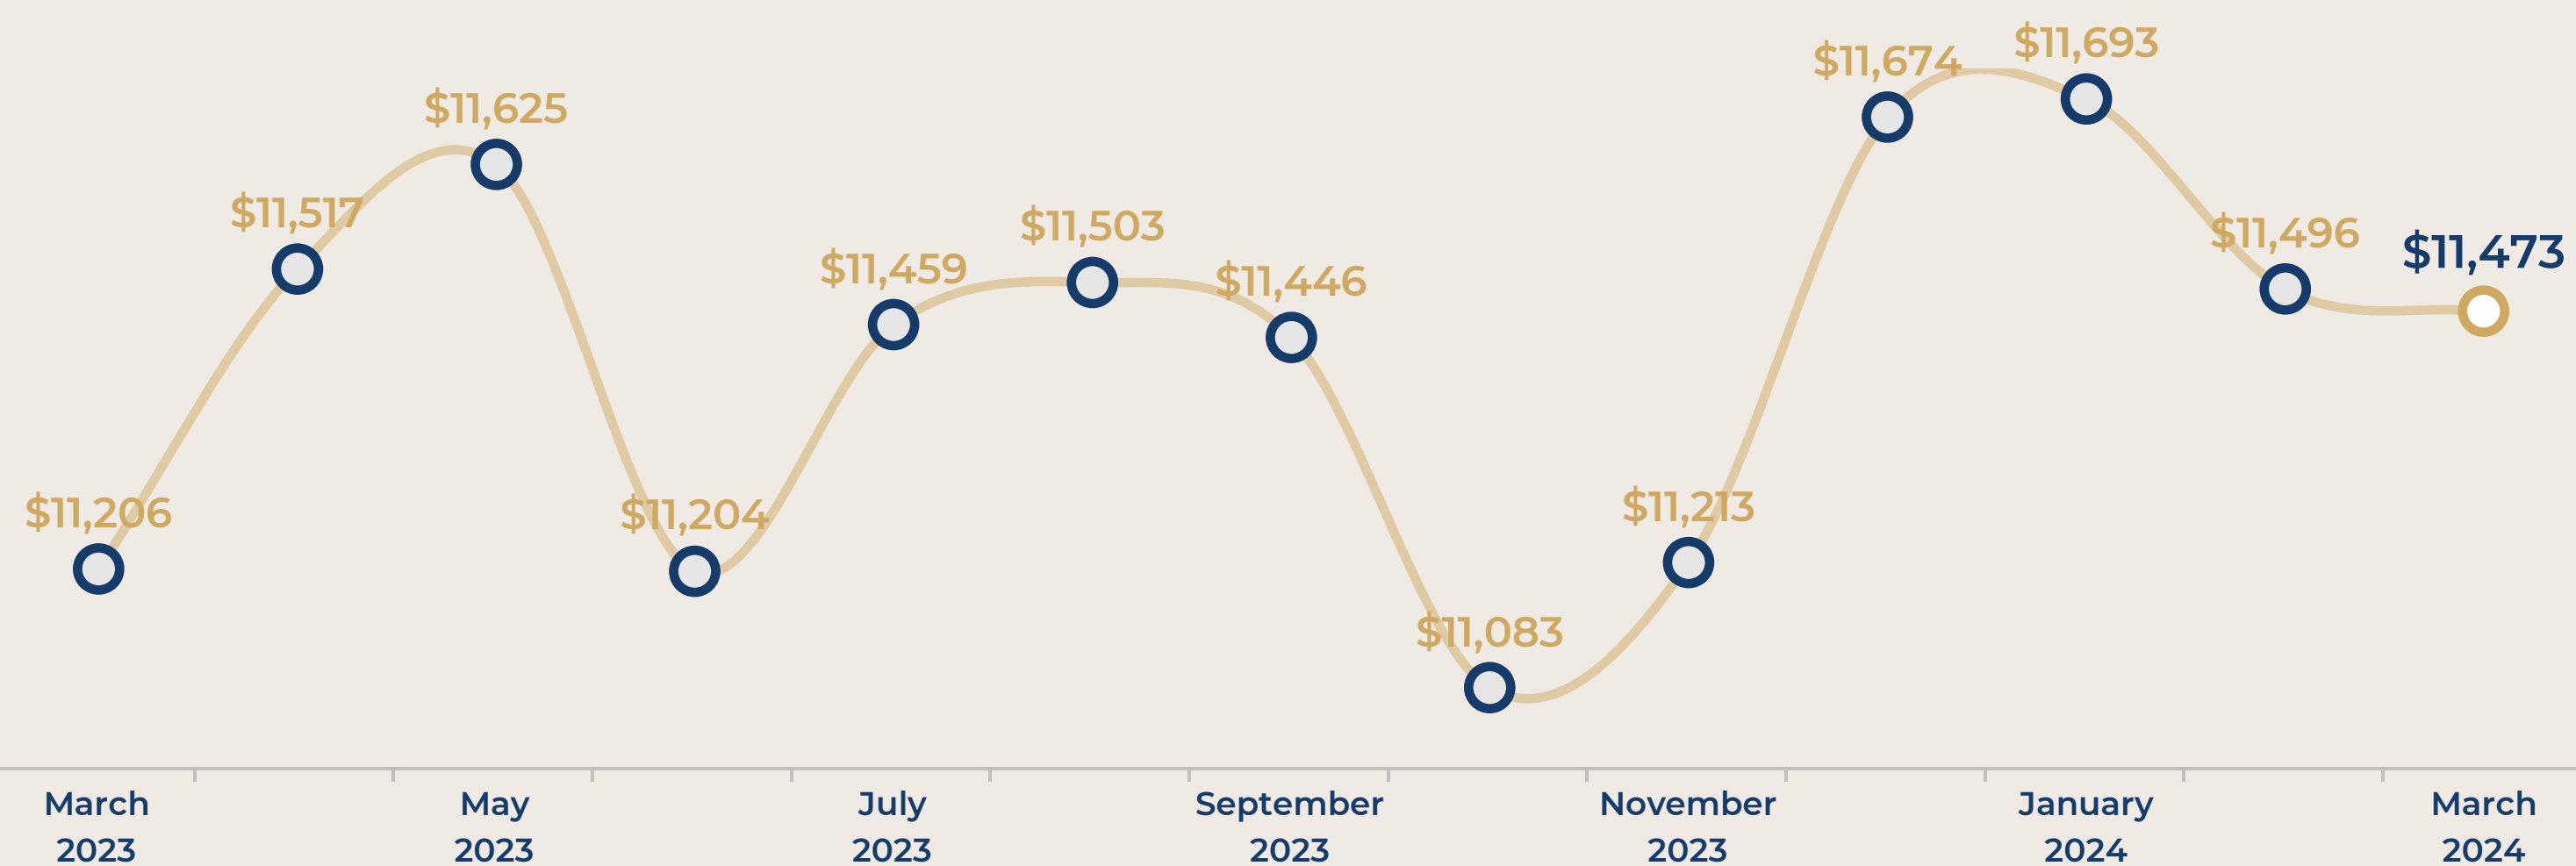 $11,206
$11,517
$11,625
$11,204
$11,459
$11,503
$11,446
$11,083
$11,213
$11,674
$11,693
$11,496
$11,473
March
2023
May
2023
July
2023
September
2023
November
2023
January
2024
March
2024